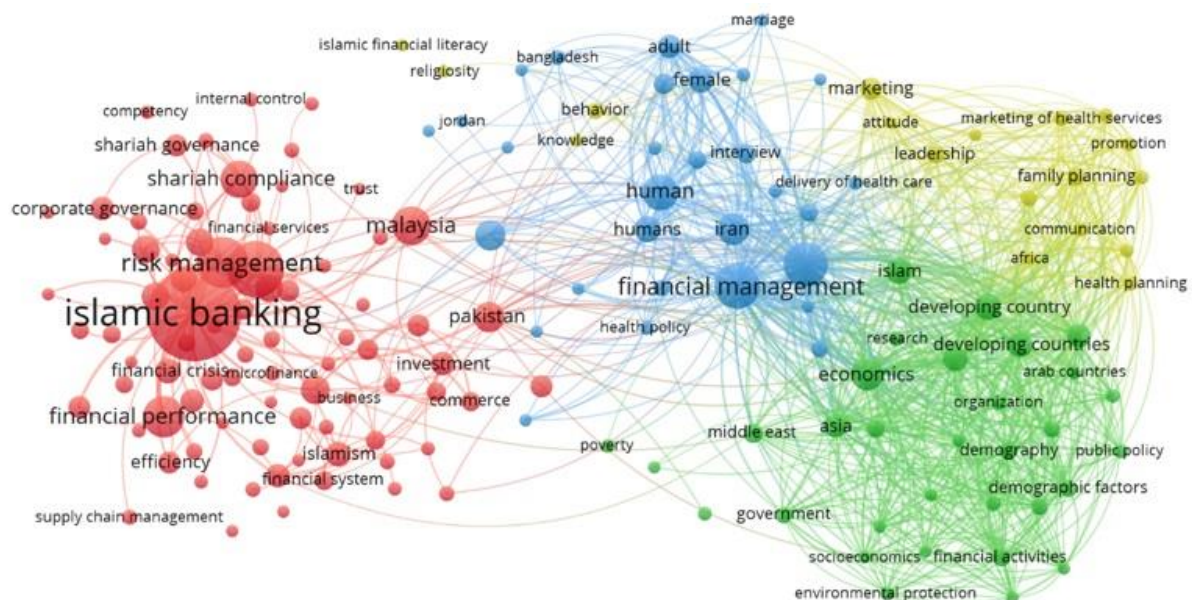 marriage
islamic financial literacy
adult
bangladesh
religiosity
female
marketing
internal control
competency
behavior
jordan
attitude
marketing of health services
knowledge
promotion
shariah governance
interview
leadership
shariah compliance
family planning
trust
human
delivery of health care
corporate governance
malaysia
financial services
humans
iran
communication
africa
risk management
islam
financial management
health planning
islamic banking
pakistan
developing country
health policy
research
developing countries
investment
financial crisis
microfinance
economics
arab countries
business
commerce
organization
financial performance
asia
middle east
poverty
demography
public policy
islamism
efficiency
financial system
demographic factors
supply chain management
government
socioeconomics
financial activities
environmental protection